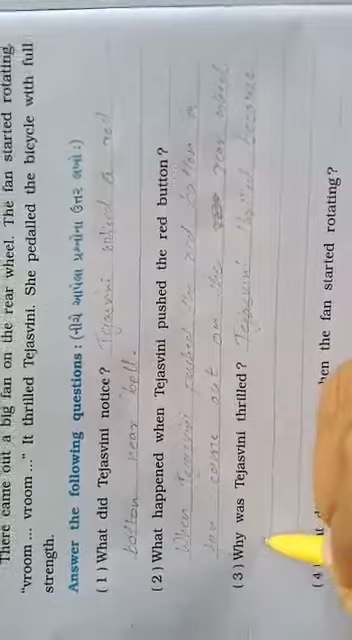 There came out a big fan on the rear wheel. The fan started rotating
"vroom ... vroom ..." It thrilled Tejasvini. She pedalled the bicycle with full
strength.
Answer the following questions : (નીચે આપેલા પ્રશ્નોના ઉત્તર લખો :)
( 1 ) What did Tejasvini notice ? Tejasvini noticed a red
botton near bell.
( 2 ) What happened when Tejasvini pushed the red button ?
When Tejasvini pushed the red botton a
fan come out on the rear wheel
( 3 ) Why was Tejasvini thrilled ? Tejasvini thrilled because
( 4 ) hen the fan started rotating ?